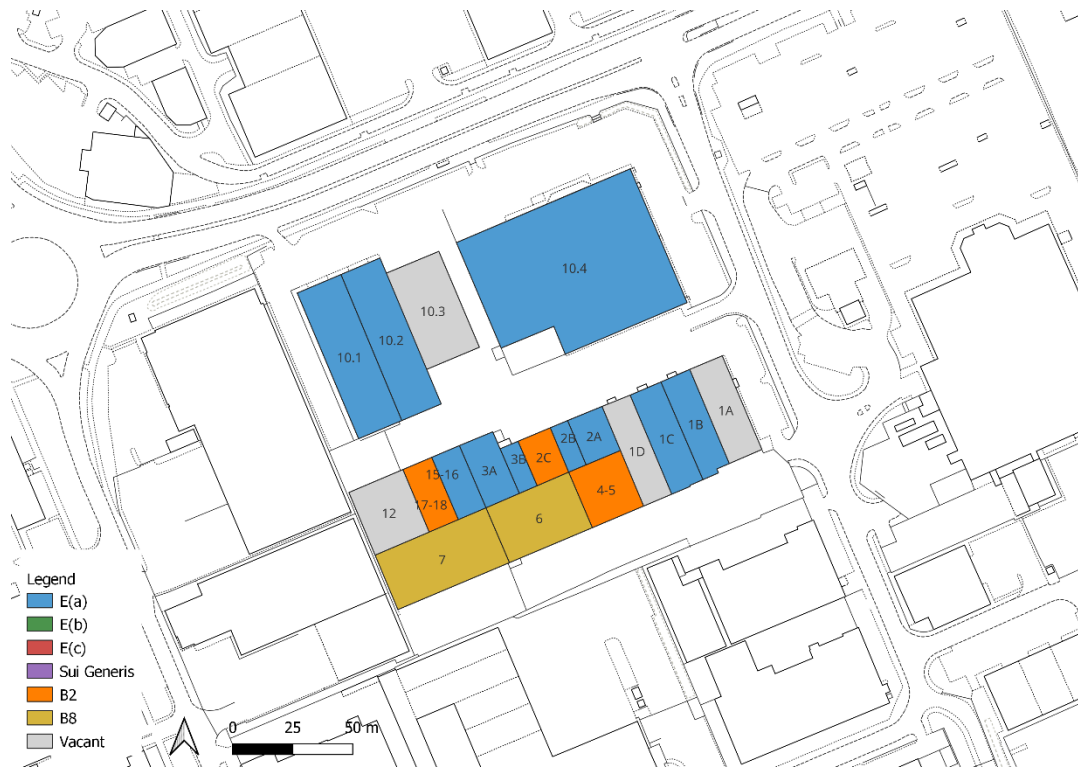 10.4
10.3
10.2
10.1
1A
1B
1C
1D
2A
2B
2C
3B
3A
15-16
17-18
12
4-5
6
7
Legend
E(a)
E(b)
E(c)
Sui Generis
B2
B8
Vacant
0 25 50 m